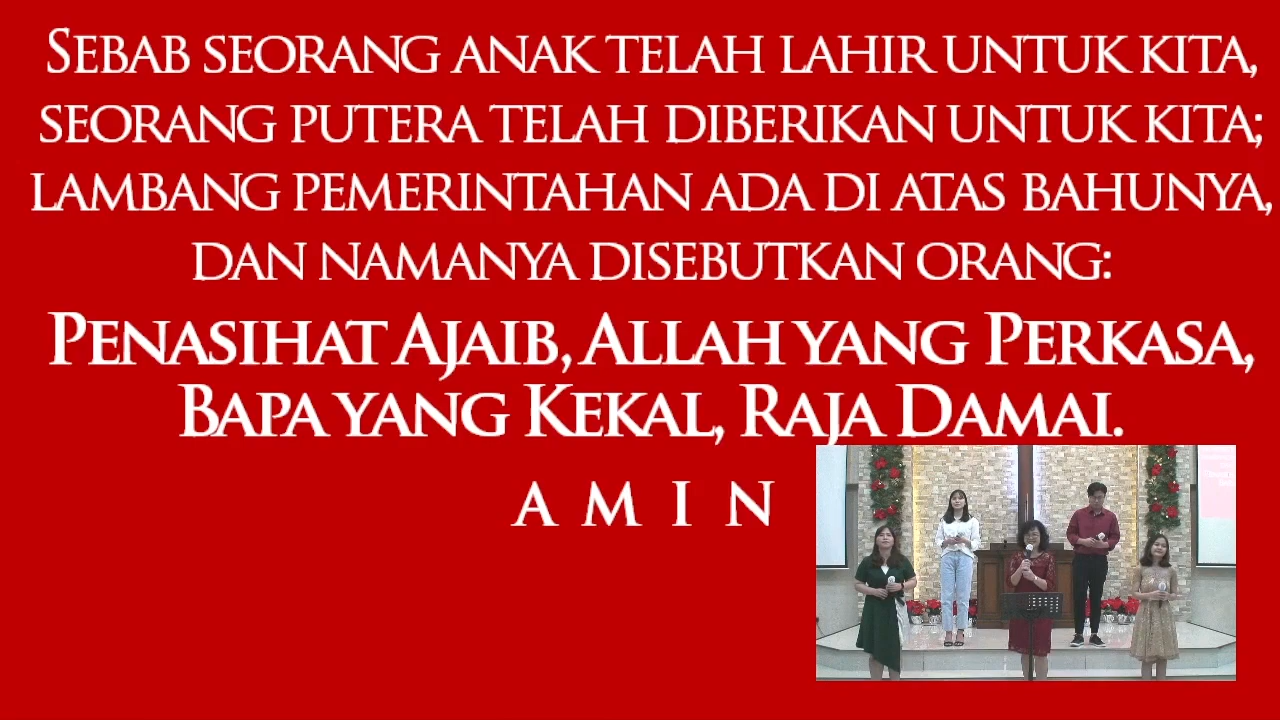 SEBAB SEORANG ANAK TELAH LAHIR UNTUK KITA,
SEORANG PUTERA TELAH DIBERIKAN UNTUK KITA;
LAMBANG PEMERINTAHAN ADA DI ATAS BAHUNYA,
DAN NAMANYA DISEBUTKAN ORANG:
PENASIHAT AJAIB, ALLAH YANG PERKASA,
BAPA YANG KEKAL, RAJA DAMAI.
AMIN